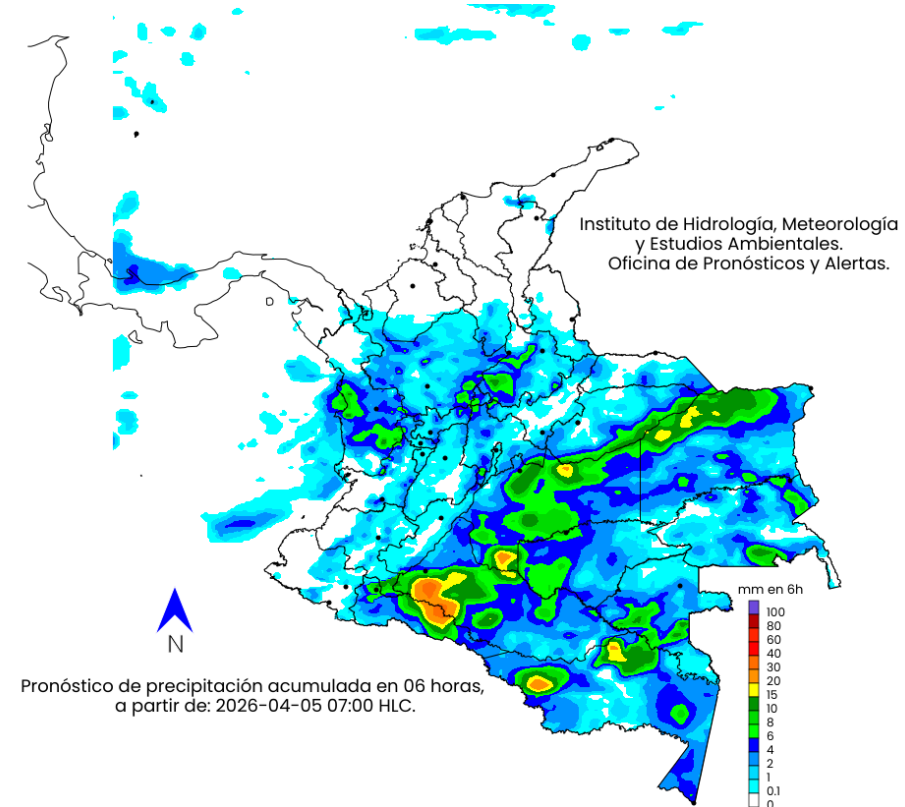 Instituto de Hidrología, Meteorología
y Estudios Ambientales.
Oficina de Pronósticos y Alertas.
mm en 6h
100
80
60
40
30
20
15
10
8
6
4
2
1
0.1
0
N
Pronóstico de precipitación acumulada en 06 horas,
a partir de: 2026-04-05 07:00 HLC.